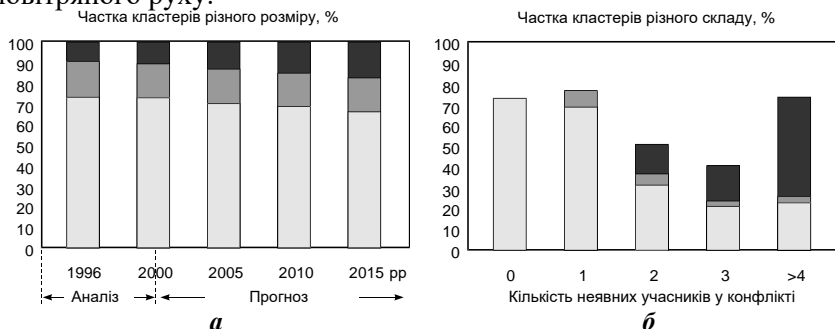 повітряного руху.
Частка кластерів різного розміру, %
100
90
80
70
60
50
40
30
20
10
0
1996 2000 2005 2010 2015 рр
Аналіз Прогноз
а
Частка кластерів різного складу, %
100
90
80
70
60
50
40
30
20
10
0
0 1 2 3 >4
Кількість неявних учасників у конфлікті
б